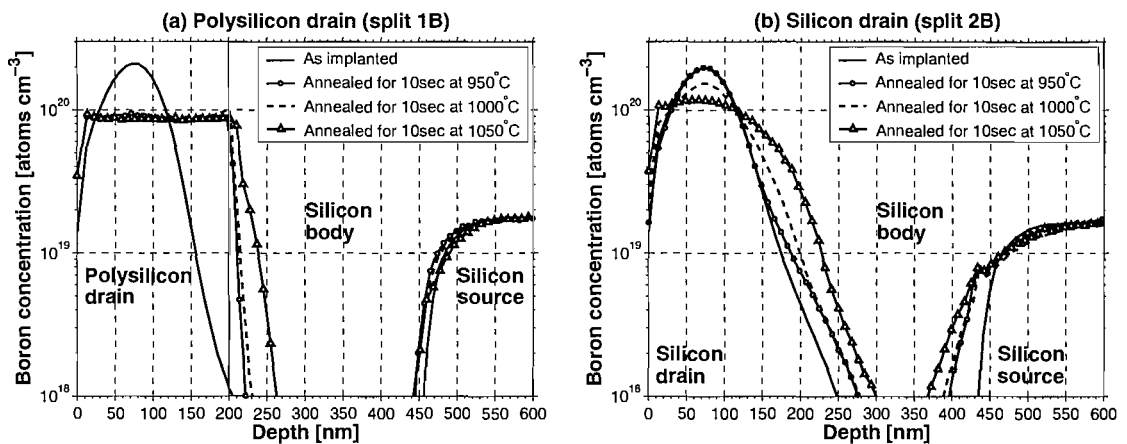 (a) Polysilicon drain (split 1B)
Boron concentration [atoms cm⁻³]
10²⁰
10¹⁹
10¹⁸
As implanted
Annealed for 10sec at 950°C
Annealed for 10sec at 1000°C
Annealed for 10sec at 1050°C
Polysilicon
drain
Silicon
body
Silicon
source
0 50 100 150 200 250 300 350 400 450 500 550 600
Depth [nm]
(b) Silicon drain (split 2B)
Boron concentration [atoms cm⁻³]
10²⁰
10¹⁹
10¹⁸
As implanted
Annealed for 10sec at 950°C
Annealed for 10sec at 1000°C
Annealed for 10sec at 1050°C
Silicon
body
Silicon
drain
Silicon
source
0 50 100 150 200 250 300 350 400 450 500 550 600
Depth [nm]